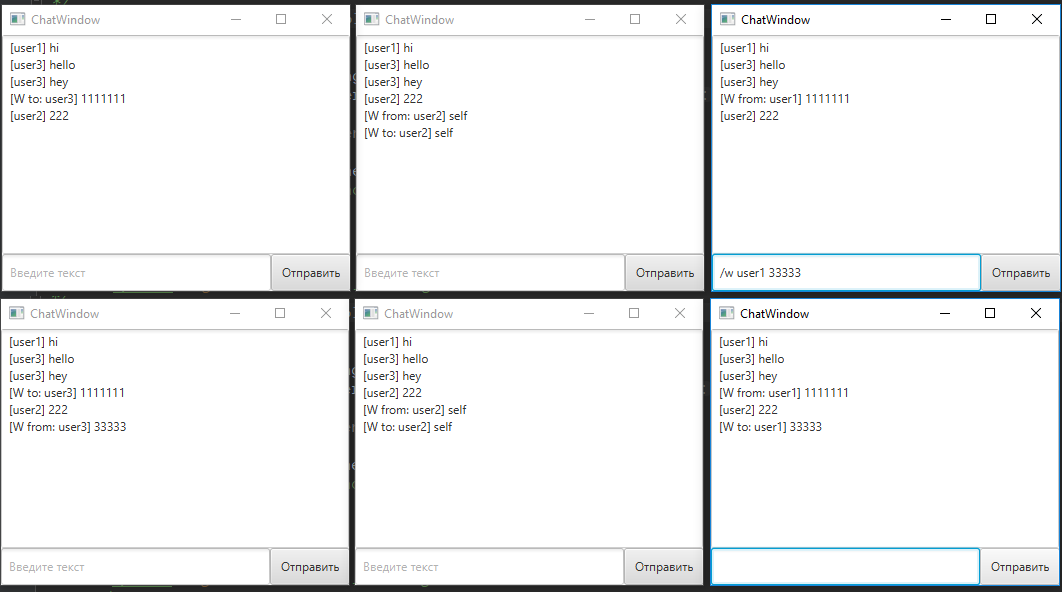 ChatWindow
[user1] hi
[user3] hello
[user3] hey
[W to: user3] 1111111
[user2] 222
Введите текст
Отправить
ChatWindow
[user1] hi
[user3] hello
[user3] hey
[user2] 222
[W from: user2] self
[W to: user2] self
Введите текст
Отправить
ChatWindow
[user1] hi
[user3] hello
[user3] hey
[W from: user1] 1111111
[user2] 222
/w user1 33333
Отправить
ChatWindow
[user1] hi
[user3] hello
[user3] hey
[W to: user3] 1111111
[user2] 222
[W from: user3] 33333
Введите текст
Отправить
ChatWindow
[user1] hi
[user3] hello
[user3] hey
[user2] 222
[W from: user2] self
[W to: user2] self
Введите текст
Отправить
ChatWindow
[user1] hi
[user3] hello
[user3] hey
[W from: user1] 1111111
[user2] 222
[W to: user1] 33333
Отправить